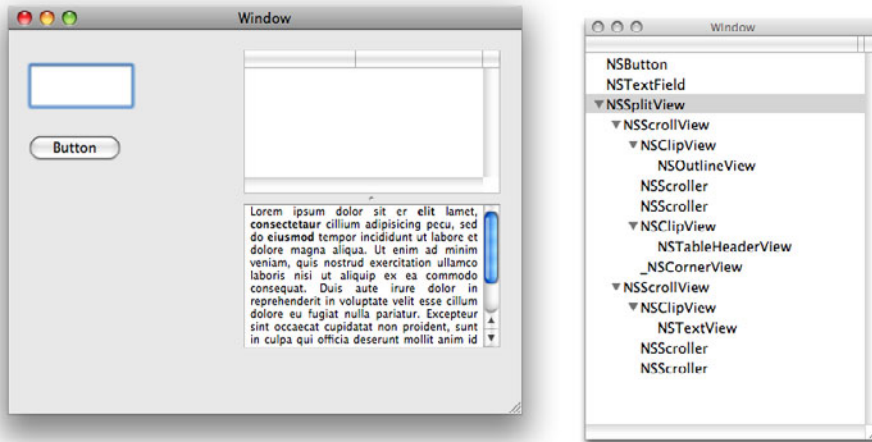 Window
Button
Lorem ipsum dolor sit er elit lamet,
consectetaur cillium adipisicing pecu, sed
do eiusmod tempor incididunt ut labore et
dolore magna aliqua. Ut enim ad minim
veniam, quis nostrud exercitation ullamco
laboris nisi ut aliquip ex ea commodo
consequat. Duis aute irure dolor in
reprehenderit in voluptate velit esse cillum
dolore eu fugiat nulla pariatur. Excepteur
sint occaecat cupidatat non proident, sunt
in culpa qui officia deserunt mollit anim id
Window
NSButton
NSTextField
NSSplitView
NSScrollView
NSClipView
NSOutlineView
NSScroller
NSScroller
NSClipView
NSTableHeaderView
_NSCornerView
NSScrollView
NSClipView
NSTextView
NSScroller
NSScroller